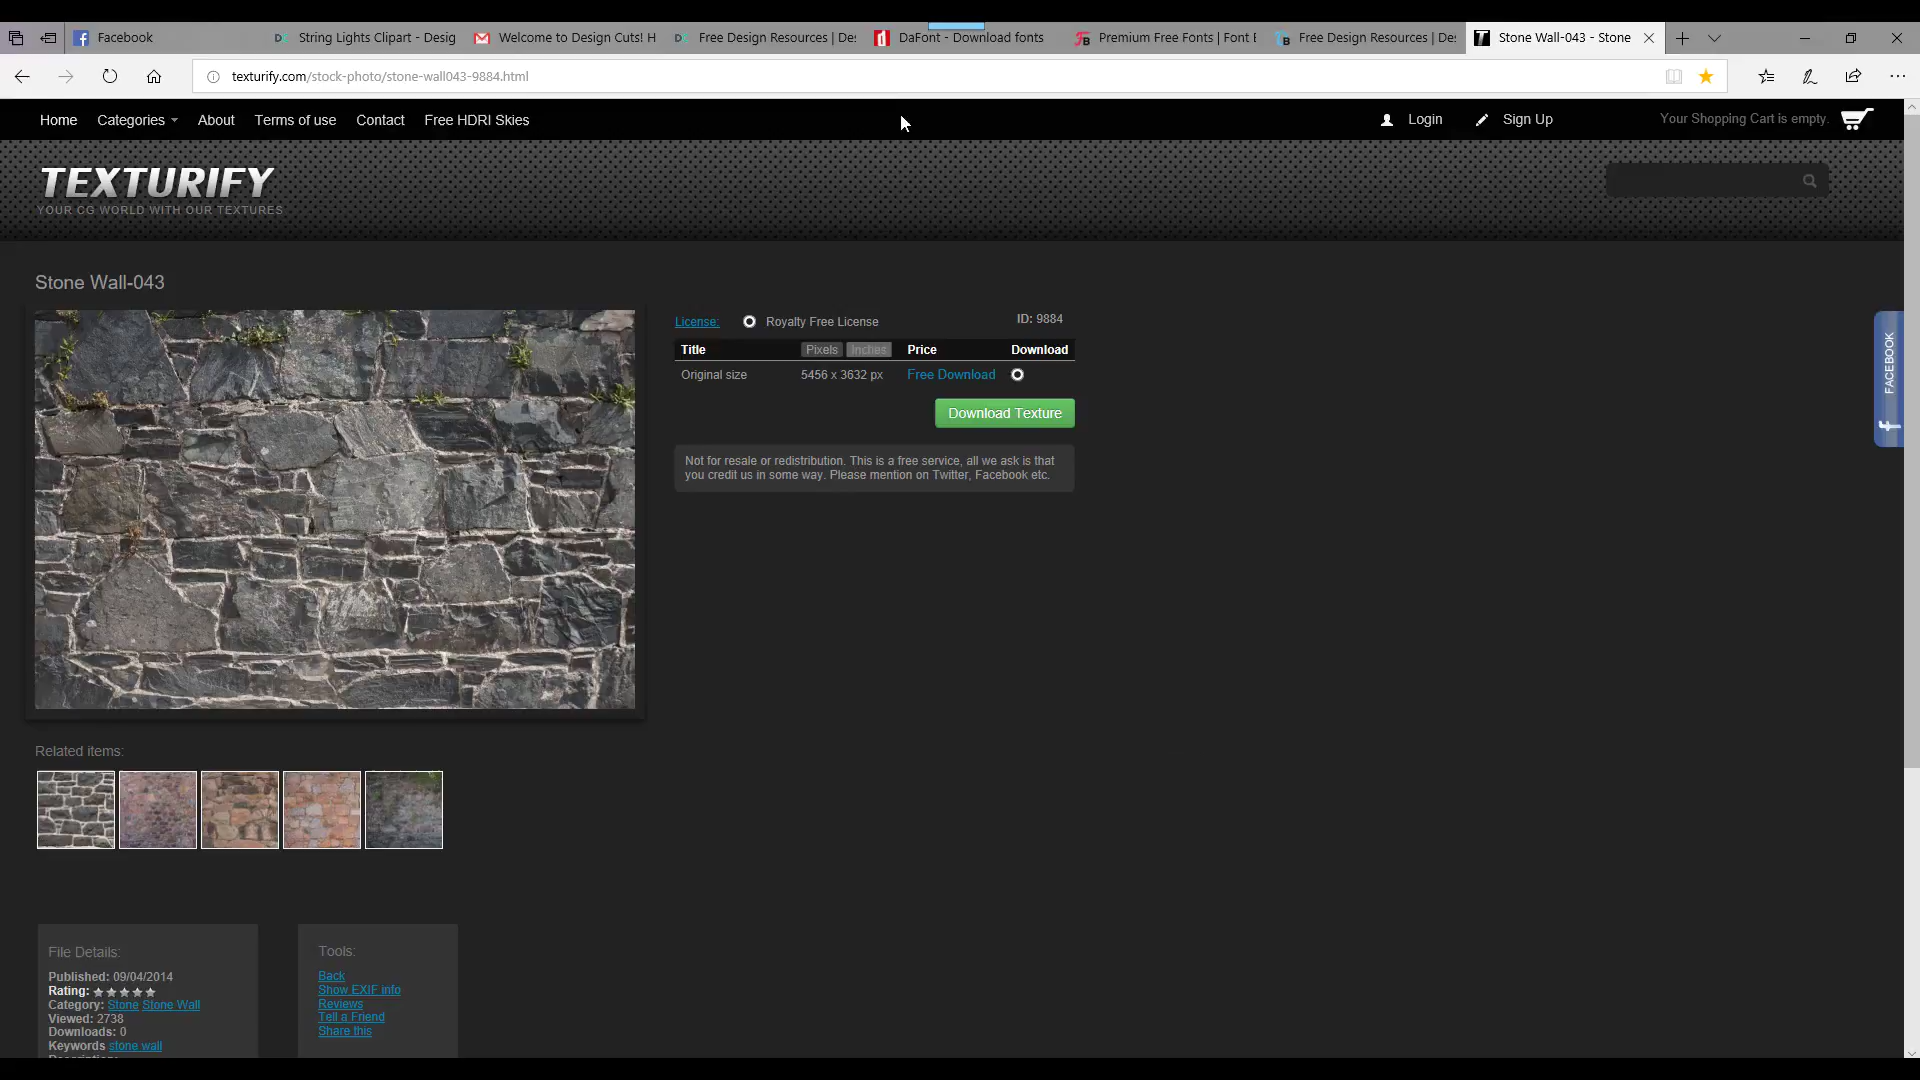 Facebook
String Lights Clipart - Desig
Welcome to Design Cuts! H
Free Design Resources | Des
DaFont - Download fonts
Premium Free Fonts | Font B
Free Design Resources | Des
Stone Wall-043 - Stone
texturify.com/stock-photo/stone-wall043-9884.html
Home
Categories
About
Terms of use
Contact
Free HDRI Skies
Login
Sign Up
Your Shopping Cart is empty.
TEXTURIFY
YOUR CG WORLD WITH OUR TEXTURES
Stone Wall-043
License:
Royalty Free License
ID: 9884
Title
Pixels
Inches
Price
Download
Original size
5456 x 3632 px
Free Download
Download Texture
Not for resale or redistribution. This is a free service, all we ask is that
you credit us in some way. Please mention on Twitter, Facebook etc.
FACEBOOK
Related items:
File Details:
Published: 09/04/2014
Rating:
Category: Stone Stone Wall
Viewed: 2738
Downloads: 0
Keywords stone wall
Tools:
Back
Show EXIF info
Reviews
Tell a Friend
Share this